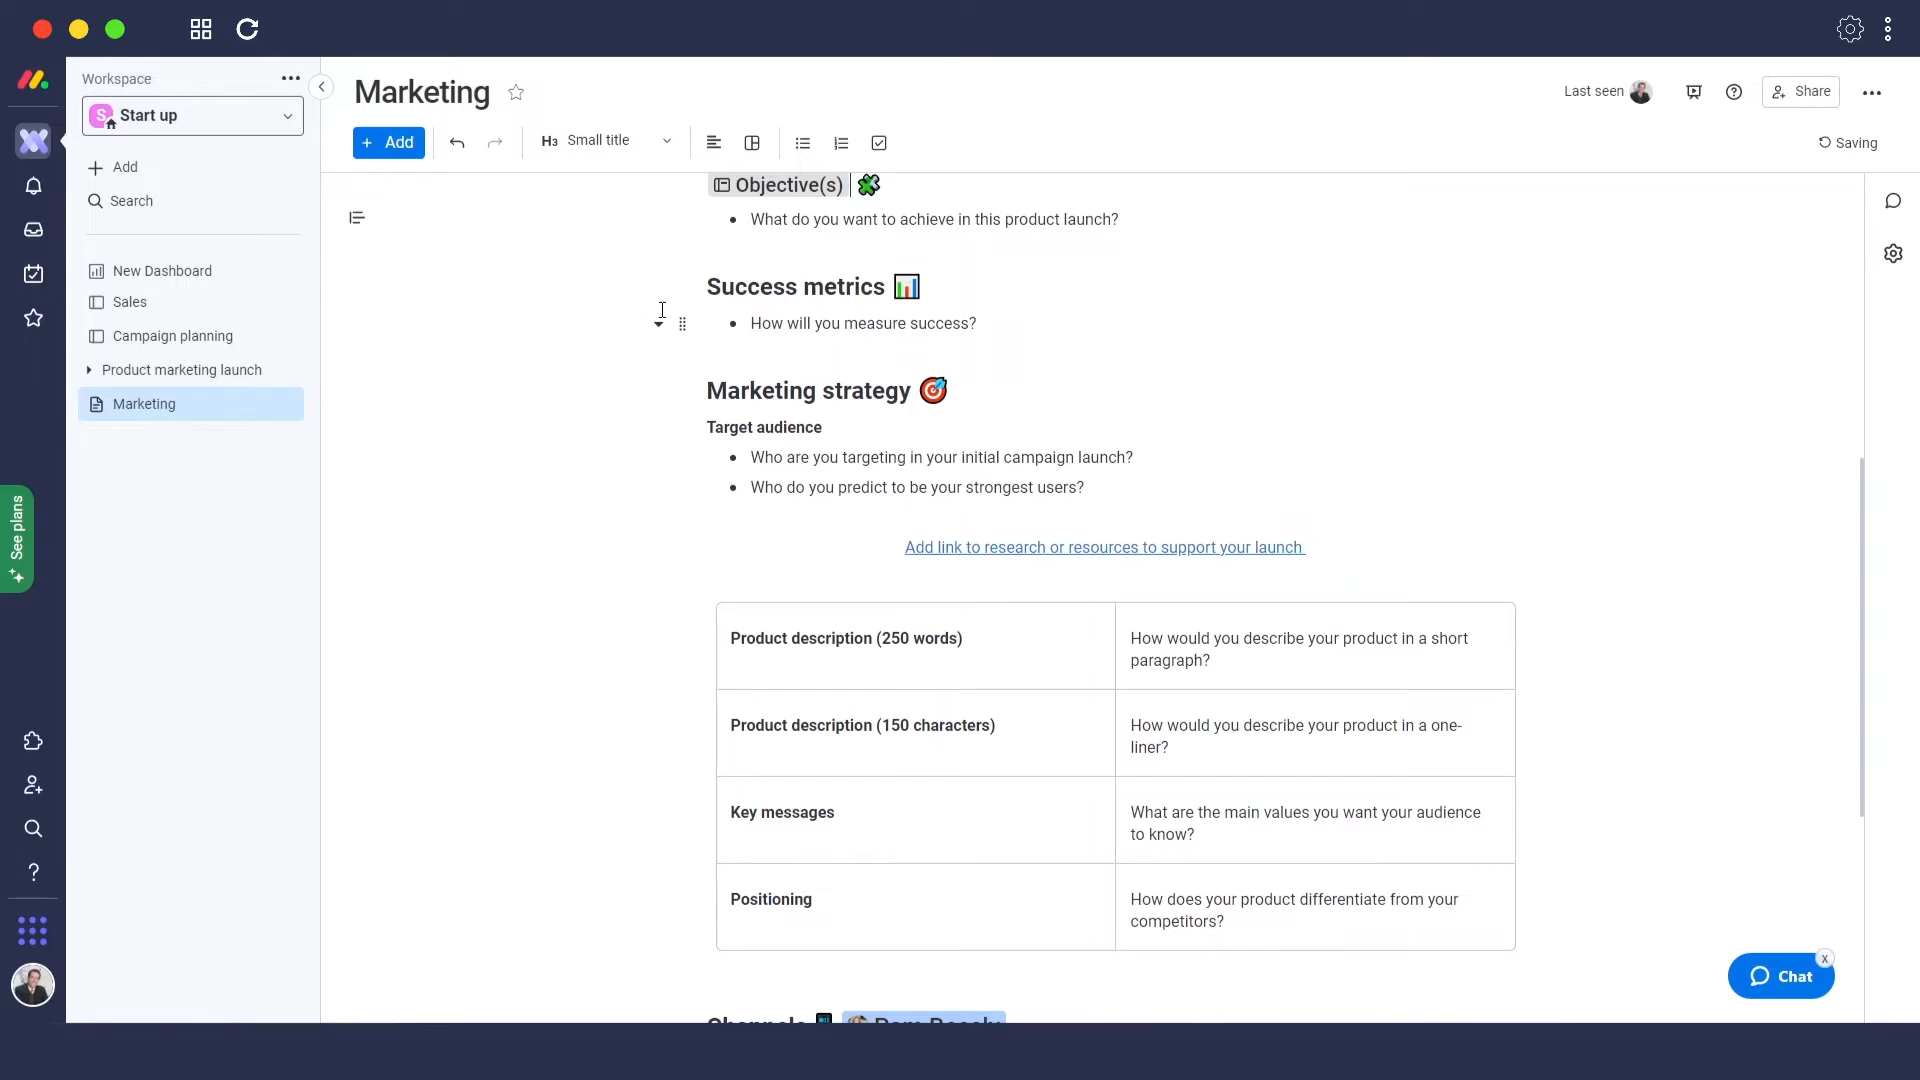 Workspace
S Start up
Add
Search
New Dashboard
Sales
Campaign planning
Product marketing launch
Marketing
See plans
Marketing
Last seen
Share
+ Add
H3 Small title
Saving
Objective(s)
What do you want to achieve in this product launch?
Success metrics
How will you measure success?
Marketing strategy
Target audience
Who are you targeting in your initial campaign launch?
Who do you predict to be your strongest users?
Add link to research or resources to support your launch
Product description (250 words)
How would you describe your product in a short
paragraph?
Product description (150 characters)
How would you describe your product in a one-
liner?
Key messages
What are the main values you want your audience
to know?
Positioning
How does your product differentiate from your
competitors?
Chat
x